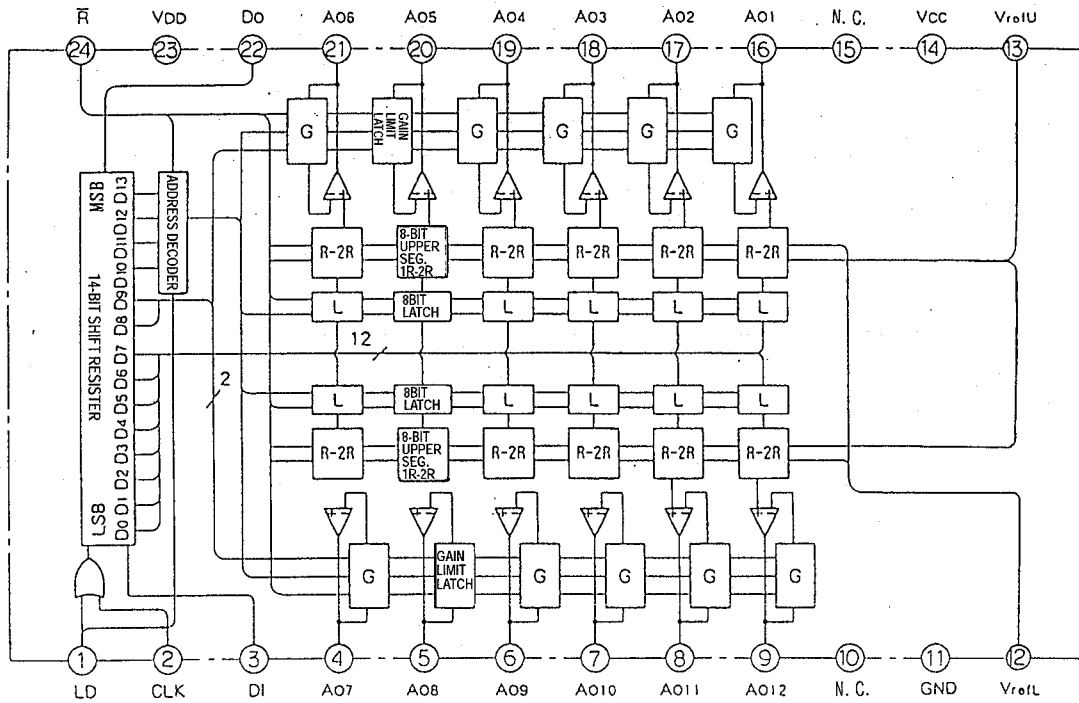 R̅ VDD DO AO6 AO5 AO4 AO3 AO2 AO1 N.C. VCC VrefU
24 23 22 21 20 19 18 17 16 15 14 13
G GAIN LIMIT LATCH G G G G
MSB
14-BIT SHIFT RESISTER
LSB
D13
D12
D11
D10
D9
D8
D7
D6
D5
D4
D3
D2
D1
D0
ADDRESS DECODER
+ - + - + - + - + - + -
R-2R 8-BIT UPPER SEG. 1R-2R R-2R R-2R R-2R R-2R
L 8BIT LATCH L L L L
12
2
L 8BIT LATCH L L L L
R-2R 8-BIT UPPER SEG. 1R-2R R-2R R-2R R-2R R-2R
+ - + - + - + - + - + -
G GAIN LIMIT LATCH G G G G
1 2 3 4 5 6 7 8 9 10 11 12
LD CLK DI AO7 AO8 AO9 AO10 AO11 AO12 N.C. GND VrefL